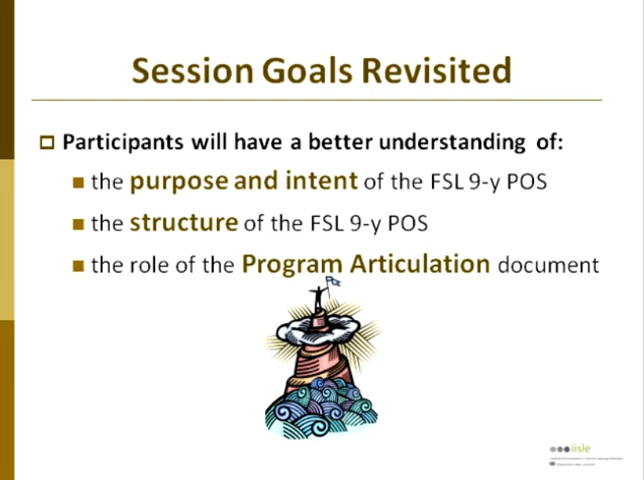 Session Goals Revisited
Participants will have a better understanding of:
the purpose and intent of the FSL 9-y POS
the structure of the FSL 9-y POS
the role of the Program Articulation document
iisle